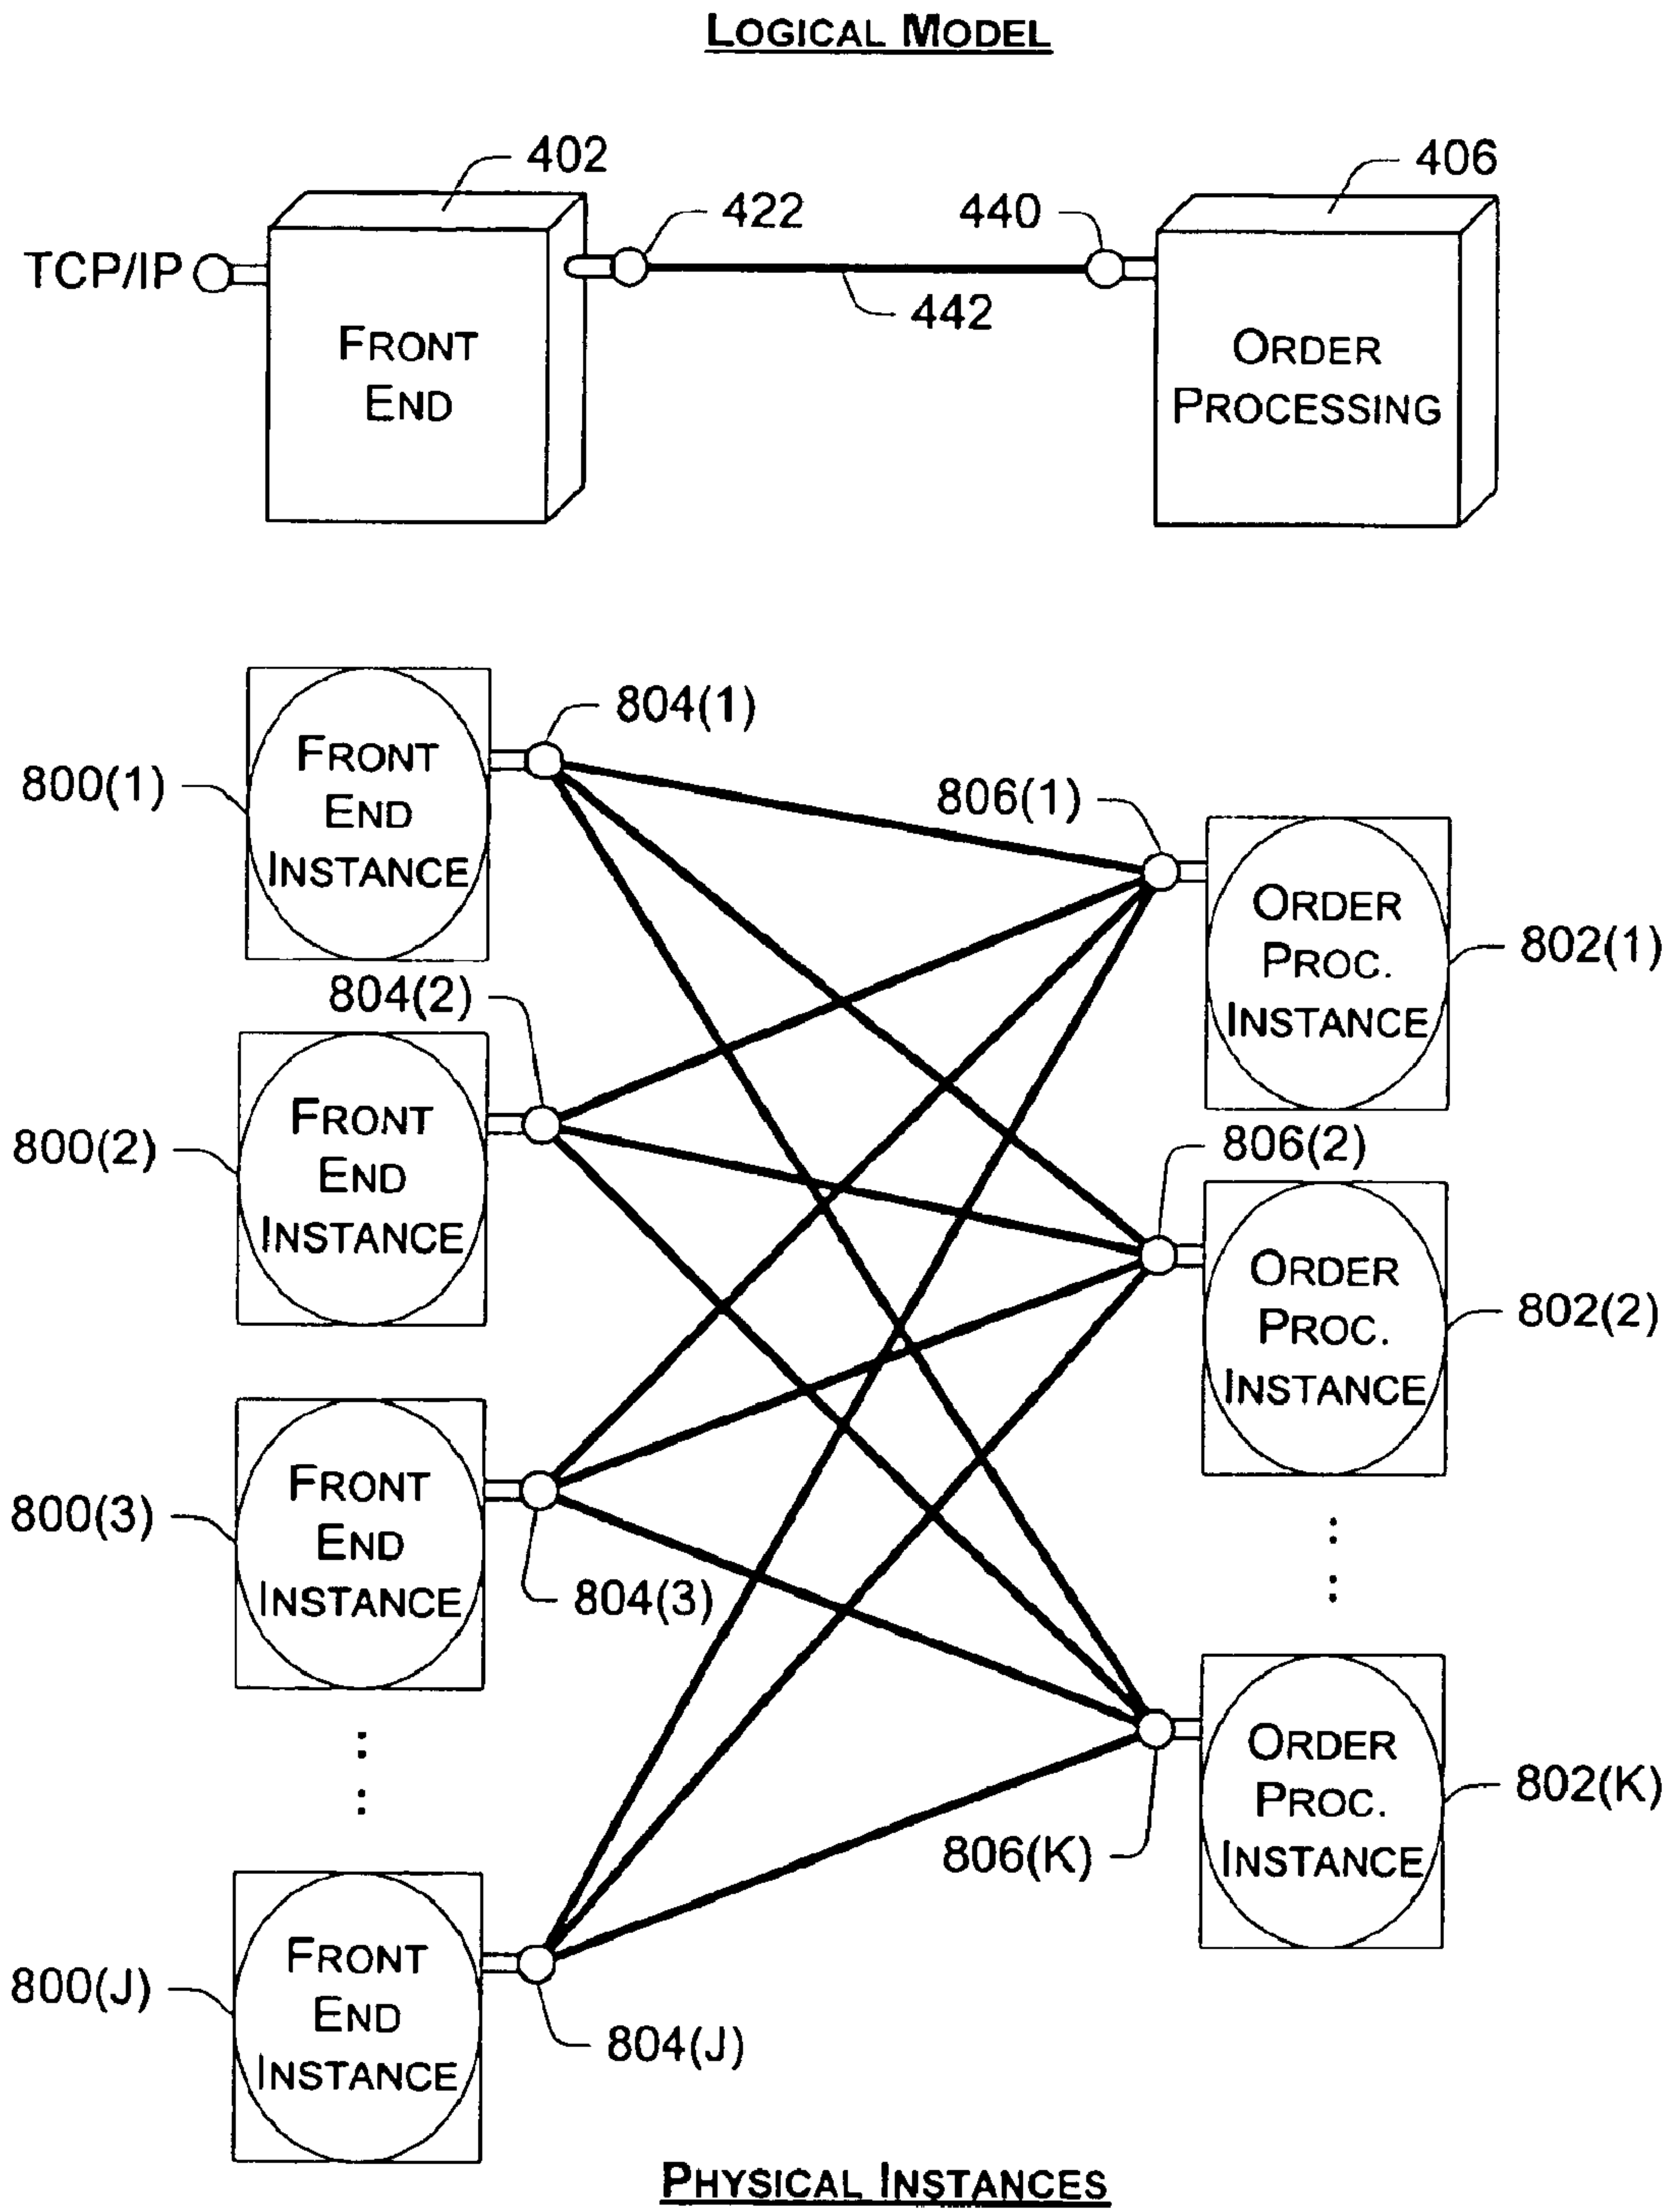 LOGICAL MODEL
402
406
422
440
TCP/IP
442
FRONT
END
ORDER
PROCESSING
804(1)
800(1)
FRONT
END
INSTANCE
806(1)
ORDER
PROC.
INSTANCE
802(1)
804(2)
800(2)
FRONT
END
INSTANCE
806(2)
ORDER
PROC.
INSTANCE
802(2)
800(3)
FRONT
END
INSTANCE
804(3)
ORDER
PROC.
INSTANCE
802(K)
806(K)
800(J)
FRONT
END
INSTANCE
804(J)
PHYSICAL INSTANCES